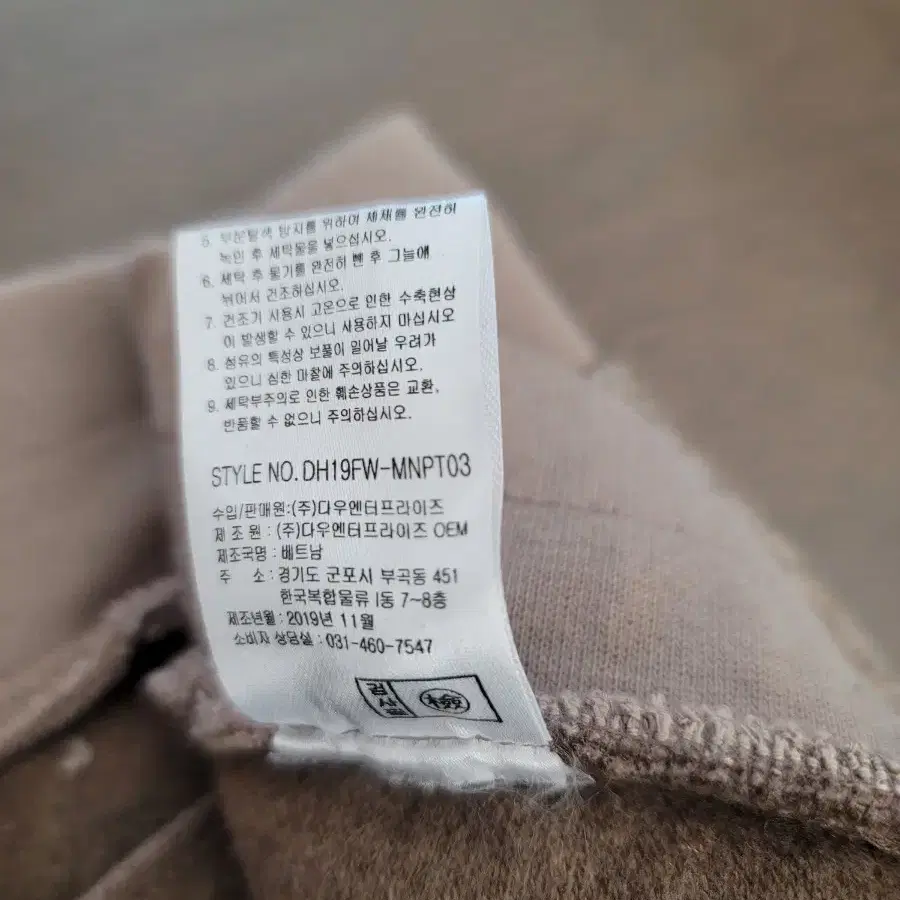 5. 부분탈색 방지를 위하여 세제를 완전히
녹인 후 세탁물을 넣으십시오.
6. 세탁 후 물기를 완전히 뺀 후 그늘에
뉘어서 건조하십시오.
7. 건조기 사용시 고온으로 인한 수축현상
이 발생할 수 있으니 사용하지 마십시오
8. 섬유의 특성상 보풀이 일어날 우려가
있으니 심한 마찰에 주의하십시오.
9. 세탁부주의로 인한 훼손상품은 교환,
반품할 수 없으니 주의하십시오.
STYLE NO. DH19FW-MNPT03
수입/판매원:(주)다우엔터프라이즈
제 조 원 : (주)다우엔터프라이즈 OEM
제조국명 : 베트남
주 소 : 경기도 군포시 부곡동 451
한국복합물류 I동 7~8층
제조년월 : 2019년 11월
소비자 상담실 : 031-460-7547
검사필 檢